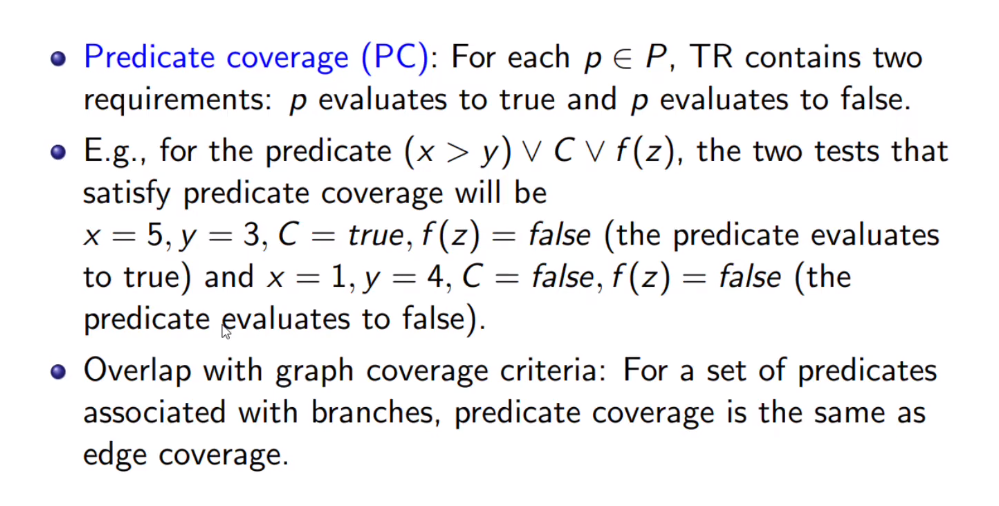 Predicate coverage (PC): For each p ∈ P, TR contains two
requirements: p evaluates to true and p evaluates to false.
E.g., for the predicate (x > y) ∨ C ∨ f(z), the two tests that
satisfy predicate coverage will be
x = 5, y = 3, C = true, f(z) = false (the predicate evaluates
to true) and x = 1, y = 4, C = false, f(z) = false (the
predicate evaluates to false).
Overlap with graph coverage criteria: For a set of predicates
associated with branches, predicate coverage is the same as
edge coverage.